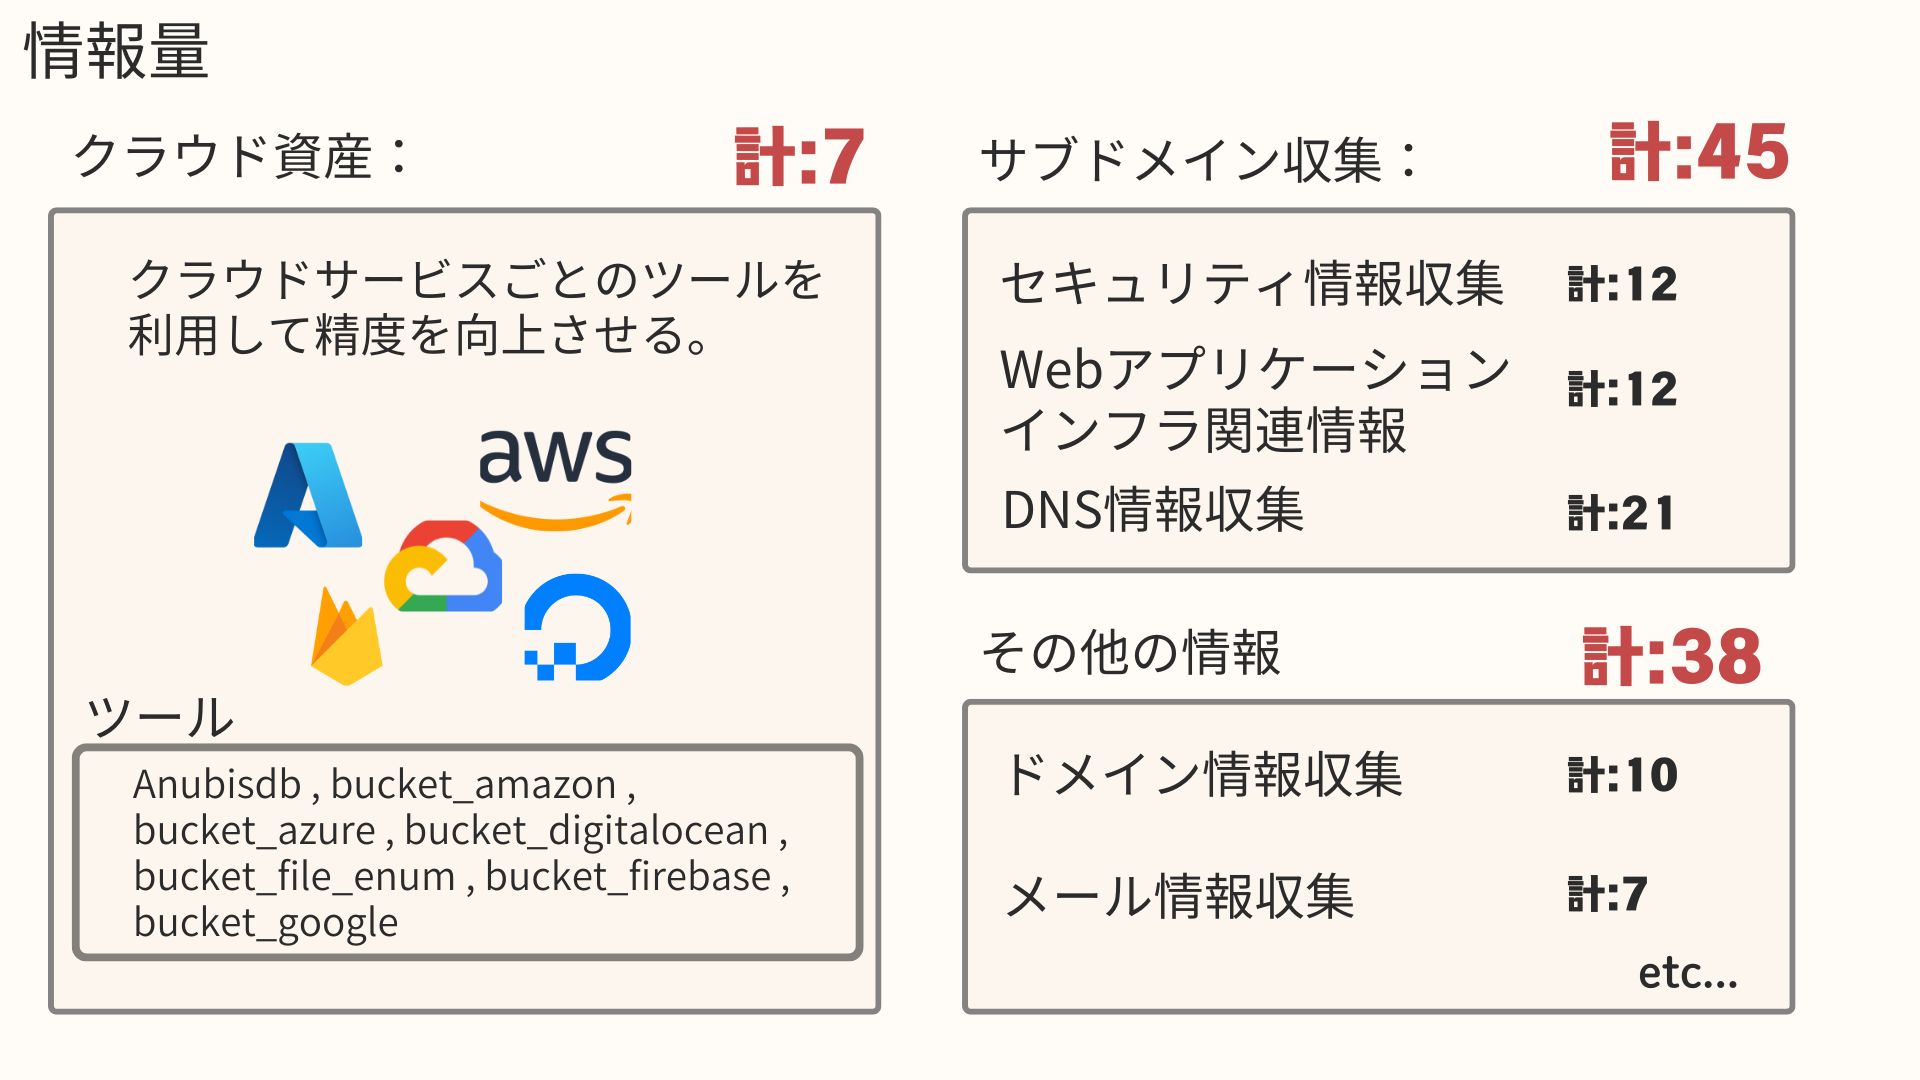 情報量
クラウド資産：
計:7
クラウドサービスごとのツールを
利用して精度を向上させる。
aws
ツール
Anubisdb , bucket_amazon ,
bucket_azure , bucket_digitalocean ,
bucket_file_enum , bucket_firebase ,
bucket_google
サブドメイン収集：
計:45
セキュリティ情報収集
計:12
Webアプリケーション
インフラ関連情報
計:12
DNS情報収集
計:21
その他の情報
計:38
ドメイン情報収集
計:10
メール情報収集
計:7
etc...